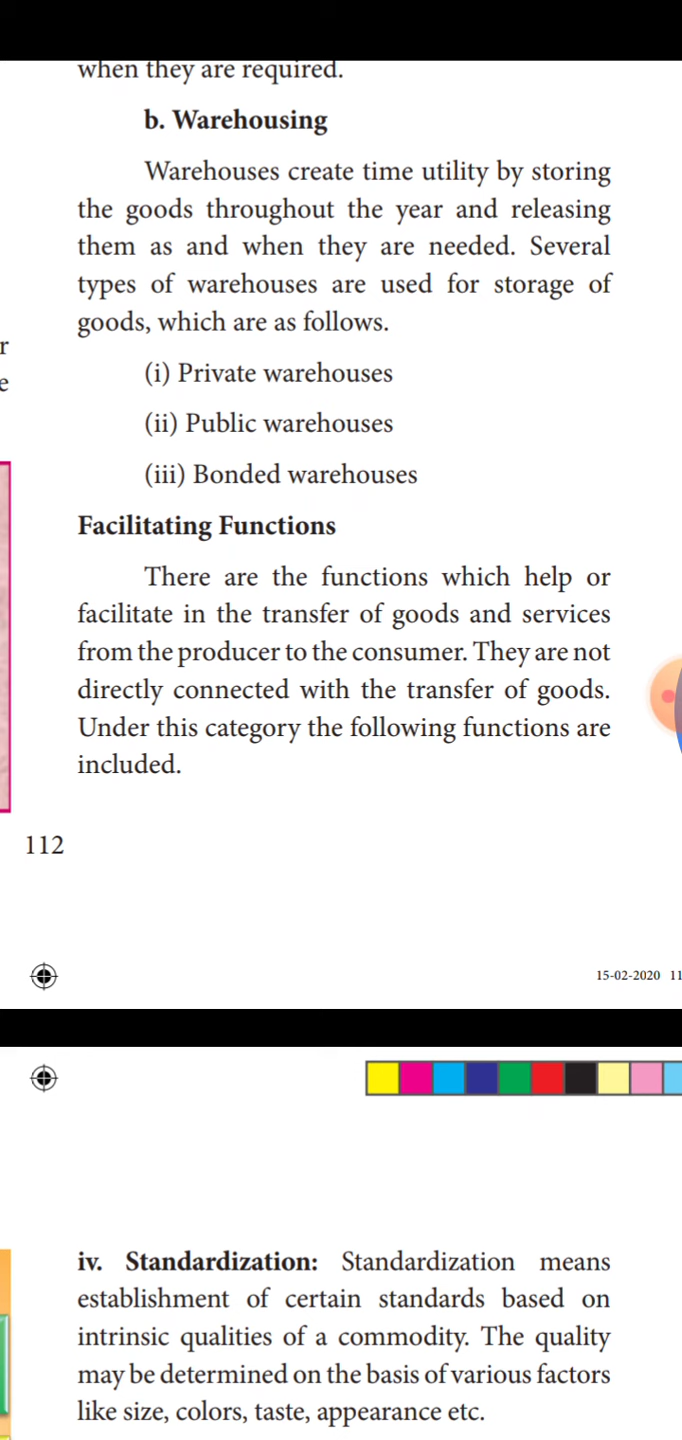 when they are required.
b. Warehousing
Warehouses create time utility by storing
the goods throughout the year and releasing
them as and when they are needed. Several
types of warehouses are used for storage of
goods, which are as follows.
(i) Private warehouses
(ii) Public warehouses
(iii) Bonded warehouses
Facilitating Functions
There are the functions which help or
facilitate in the transfer of goods and services
from the producer to the consumer. They are not
directly connected with the transfer of goods.
Under this category the following functions are
included.
112
15-02-2020 11
iv. Standardization: Standardization means
establishment of certain standards based on
intrinsic qualities of a commodity. The quality
may be determined on the basis of various factors
like size, colors, taste, appearance etc.